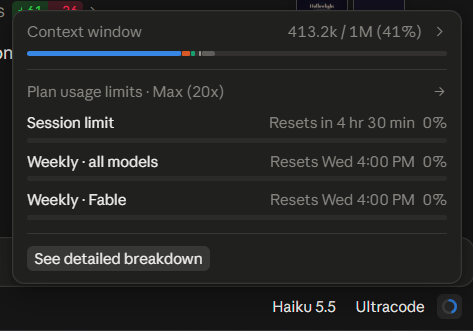 +61 -26
Context window 413.2k / 1M (41%)
Plan usage limits · Max (20x)
Session limit Resets in 4 hr 30 min 0%
Weekly · all models Resets Wed 4:00 PM 0%
Weekly · Fable Resets Wed 4:00 PM 0%
See detailed breakdown
Haiku 5.5 Ultracode